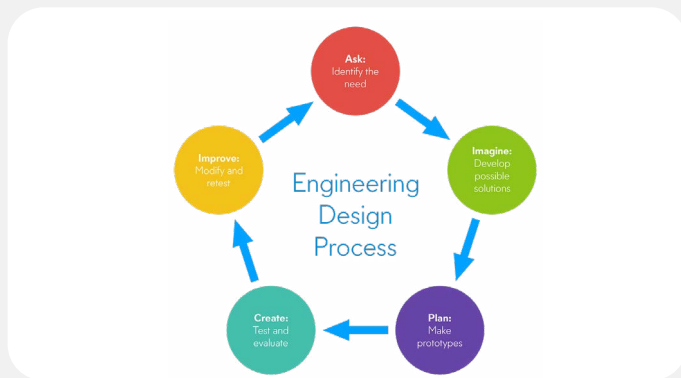 Ask:
Identify the
need
Imagine:
Develop
possible
solutions
Plan:
Make
prototypes
Create:
Test and
evaluate
Improve:
Modify and
retest
Engineering
Design
Process